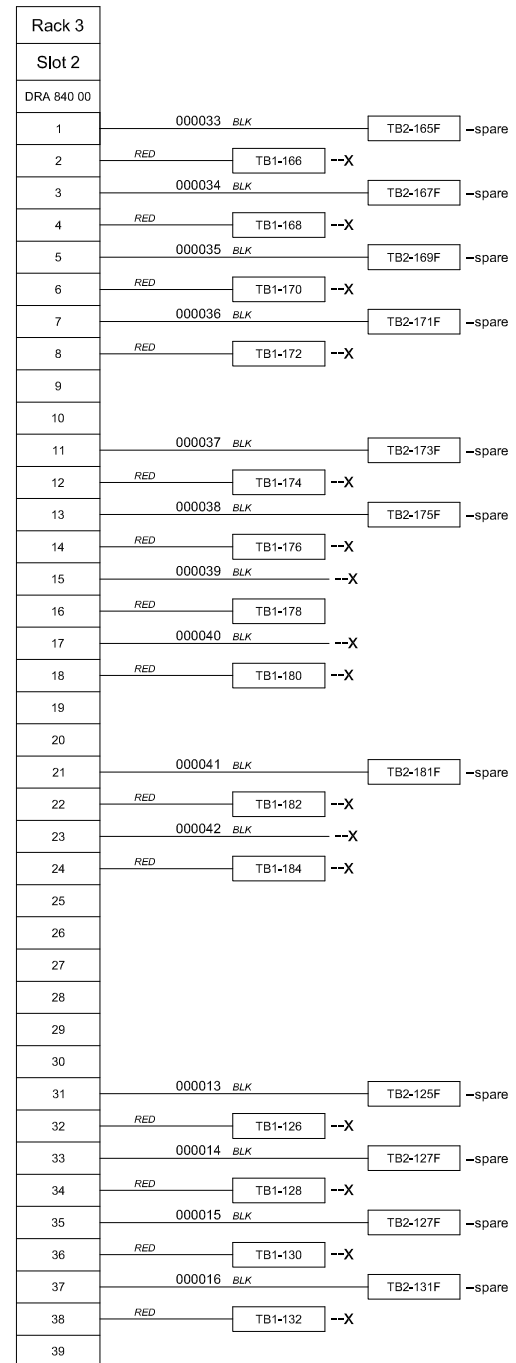 Rack 3
Slot 2
DRA 840 00
1 000033 BLK TB2-165F –spare
2 RED TB1-166 --X
3 000034 BLK TB2-167F –spare
4 RED TB1-168 --X
5 000035 BLK TB2-169F –spare
6 RED TB1-170 --X
7 000036 BLK TB2-171F –spare
8 RED TB1-172 --X
9
10
11 000037 BLK TB2-173F –spare
12 RED TB1-174 --X
13 000038 BLK TB2-175F –spare
14 RED TB1-176 --X
15 000039 BLK --X
16 RED TB1-178
17 000040 BLK --X
18 RED TB1-180 --X
19
20
21 000041 BLK TB2-181F –spare
22 RED TB1-182 --X
23 000042 BLK --X
24 RED TB1-184 --X
25
26
27
28
29
30
31 000013 BLK TB2-125F –spare
32 RED TB1-126 --X
33 000014 BLK TB2-127F –spare
34 RED TB1-128 --X
35 000015 BLK TB2-127F –spare
36 RED TB1-130 --X
37 000016 BLK TB2-131F –spare
38 RED TB1-132 --X
39